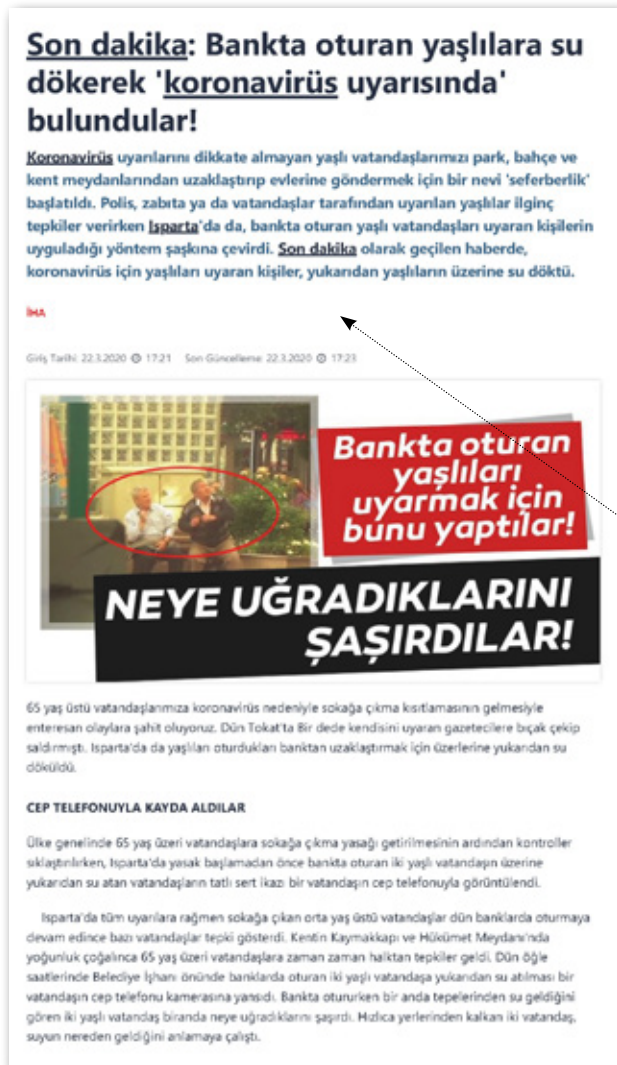 Son dakika: Bankta oturan yaşlılara su
dökerek 'koronavirüs uyarısında'
bulundular!
Koronavirüs uyarılarını dikkate almayan yaşlı vatandaşlarımızı park, bahçe ve
kent meydanlarından uzaklaştırıp evlerine göndermek için bir nevi 'seferberlik'
başlatıldı. Polis, zabıta ya da vatandaşlar tarafından uyarılan yaşlılar ilginç
tepkiler verirken Isparta'da da, bankta oturan yaşlı vatandaşları uyaran kişilerin
uyguladığı yöntem şaşkına çevirdi. Son dakika olarak geçilen haberde,
koronavirüs için yaşlıları uyaran kişiler, yukarıdan yaşlıların üzerine su döktü.
İHA
Giriş Tarihi: 22.3.2020 17:21 Son Güncelleme: 22.3.2020 17:23
Bankta oturan
yaşlıları
uyarmak için
bunu yaptılar!
NEYE UĞRADIKLARINI
ŞAŞIRDILAR!
65 yaş üstü vatandaşlarımıza koronavirüs nedeniyle sokağa çıkma kısıtlamasının gelmesiyle
enteresan olaylara şahit oluyoruz. Dün Tokat'ta Bir dede kendisini uyaran gazetecilere bıçak çekip
saldırmıştı. Isparta'da da yaşlıları oturdukları banktan uzaklaştırmak için üzerlerine yukarıdan su
döküldü.
CEP TELEFONUYLA KAYDA ALDILAR
Ülke genelinde 65 yaş üzeri vatandaşlara sokağa çıkma yasağı getirilmesinin ardından kontroller
sıklaştırılırken, Isparta'da yasak başlamadan önce bankta oturan iki yaşlı vatandaşın üzerine
yukarıdan su atan vatandaşların tatlı sert ikazı bir vatandaşın cep telefonuyla görüntülendi.
Isparta'da tüm uyarılara rağmen sokağa çıkan orta yaş üstü vatandaşlar dün banklarda oturmaya
devam edince bazı vatandaşlar tepki gösterdi. Kentin Kaymakkapı ve Hükümet Meydanı'nda
yoğunluk çoğalınca 65 yaş üzeri vatandaşlara zaman zaman halktan tepkiler geldi. Dün öğle
saatlerinde Belediye İşhanı önünde banklarda oturan iki yaşlı vatandaşa yukarıdan su atılması bir
vatandaşın cep telefonu kamerasına yansıdı. Bankta otururken bir anda tepelerinden su geldiğini
gören iki yaşlı vatandaş biranda neye uğradıklarını şaşırdı. Hızlıca yerlerinden kalkan iki vatandaş,
suyun nereden geldiğini anlamaya çalıştı.